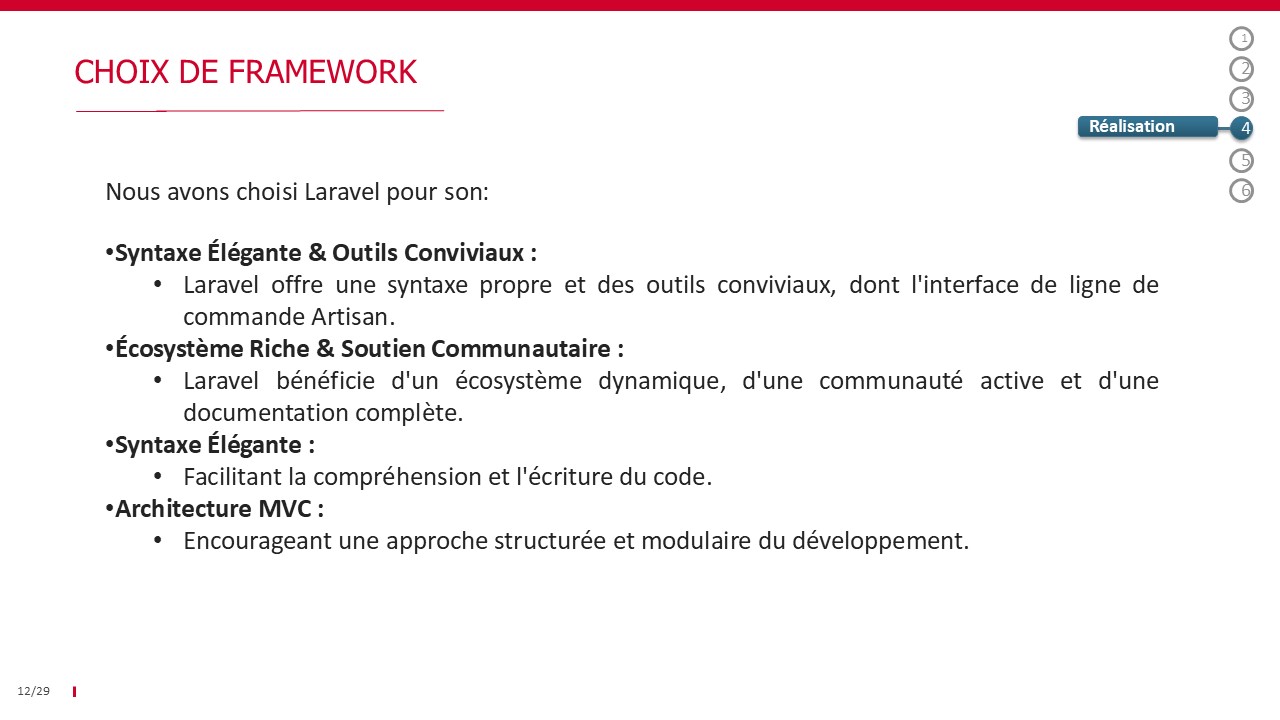 CHOIX DE FRAMEWORK
1
2
3
Réalisation
4
5
6
Nous avons choisi Laravel pour son:
•Syntaxe Élégante & Outils Conviviaux :
• Laravel offre une syntaxe propre et des outils conviviaux, dont l'interface de ligne de
commande Artisan.
•Écosystème Riche & Soutien Communautaire :
• Laravel bénéficie d'un écosystème dynamique, d'une communauté active et d'une
documentation complète.
•Syntaxe Élégante :
• Facilitant la compréhension et l'écriture du code.
•Architecture MVC :
• Encourageant une approche structurée et modulaire du développement.
12/29